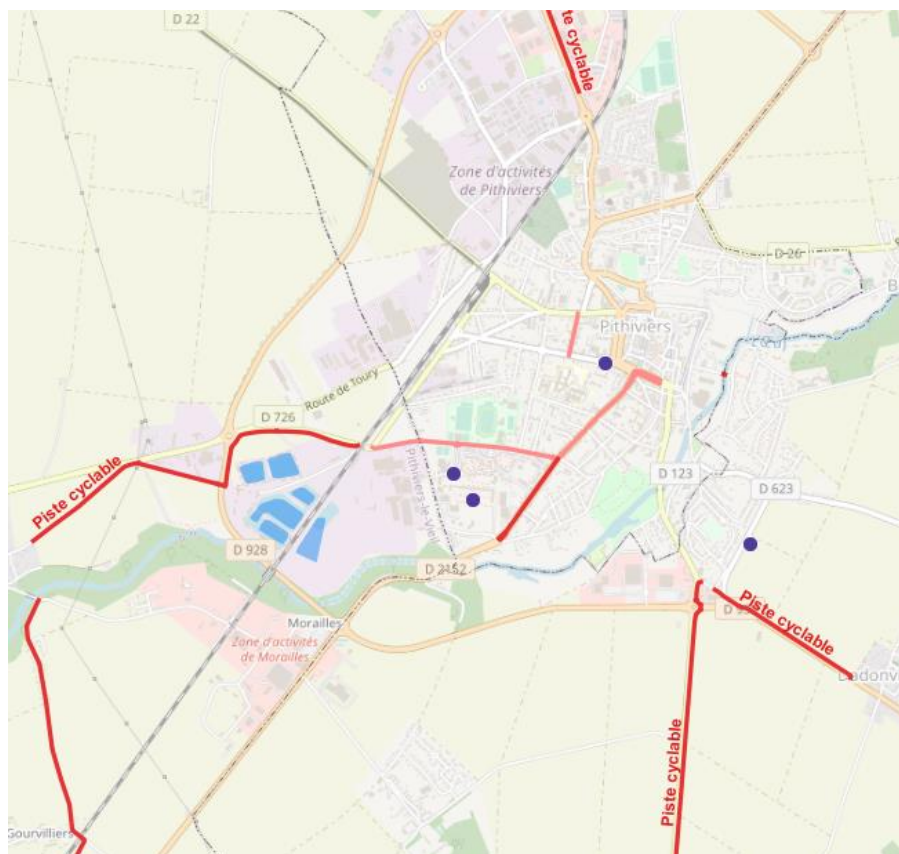 D 22
te cyclable
Zone d'activités
de Pithiviers
D 26
Pithiviers
Route de Toury
D 726
Piste cyclable
Pithiviers-le-Vieil
D 123
D 623
D 928
D 2152
Morailles
Zone d'activités
de Morailles
Piste cyclable
Piste cyclable
Dadonvi
Gourvilliers